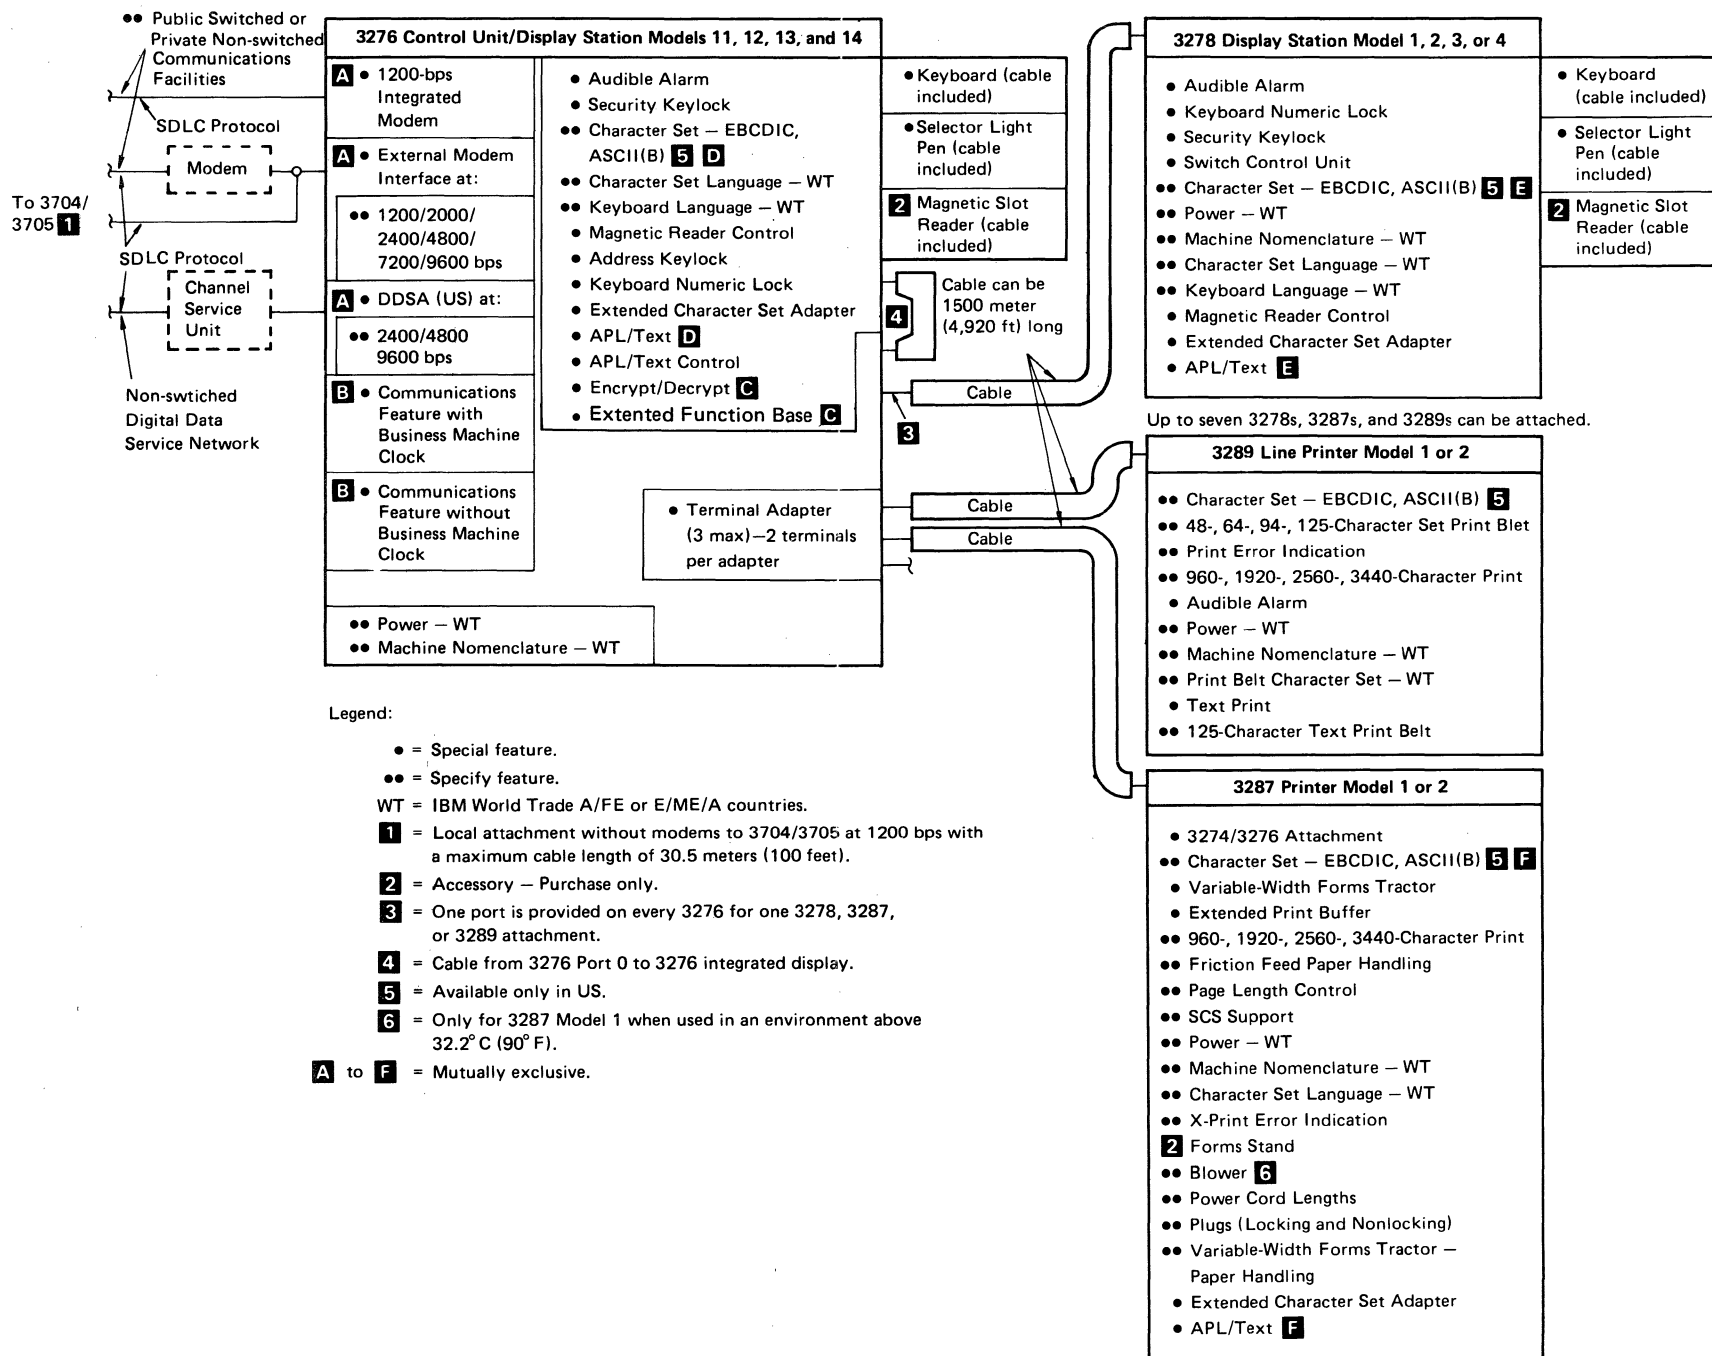 ●● Public Switched or
Private Non-switched
Communications
Facilities
SDLC Protocol
Modem
To 3704/
3705 1
SDLC Protocol
Channel
Service
Unit
Non-swtiched
Digital Data
Service Network
3276 Control Unit/Display Station Models 11, 12, 13, and 14
A ● 1200-bps
Integrated
Modem
A ● External Modem
Interface at:
●● 1200/2000/
2400/4800/
7200/9600 bps
A ● DDSA (US) at:
●● 2400/4800
9600 bps
B ● Communications
Feature with
Business Machine
Clock
B ● Communications
Feature without
Business Machine
Clock
● Audible Alarm
● Security Keylock
●● Character Set — EBCDIC,
ASCII(B) 5 D
●● Character Set Language — WT
●● Keyboard Language — WT
● Magnetic Reader Control
● Address Keylock
● Keyboard Numeric Lock
● Extended Character Set Adapter
● APL/Text D
● APL/Text Control
● Encrypt/Decrypt C
● Extented Function Base C
● Terminal Adapter
(3 max)—2 terminals
per adapter
●● Power — WT
●● Machine Nomenclature — WT
● Keyboard (cable
included)
● Selector Light
Pen (cable
included)
2 Magnetic Slot
Reader (cable
included)
4
Cable can be
1500 meter
(4,920 ft) long
3
Cable
Cable
Cable
3278 Display Station Model 1, 2, 3, or 4
● Audible Alarm
● Keyboard Numeric Lock
● Security Keylock
● Switch Control Unit
●● Character Set — EBCDIC, ASCII(B) 5 E
●● Power — WT
●● Machine Nomenclature — WT
●● Character Set Language — WT
●● Keyboard Language — WT
● Magnetic Reader Control
● Extended Character Set Adapter
● APL/Text E
● Keyboard
(cable included)
● Selector Light
Pen (cable
included)
2 Magnetic Slot
Reader (cable
included)
Up to seven 3278s, 3287s, and 3289s can be attached.
3289 Line Printer Model 1 or 2
●● Character Set — EBCDIC, ASCII(B) 5
●● 48-, 64-, 94-, 125-Character Set Print Blet
●● Print Error Indication
●● 960-, 1920-, 2560-, 3440-Character Print
● Audible Alarm
●● Power — WT
●● Machine Nomenclature — WT
●● Print Belt Character Set — WT
● Text Print
●● 125-Character Text Print Belt
3287 Printer Model 1 or 2
● 3274/3276 Attachment
●● Character Set — EBCDIC, ASCII(B) 5 F
● Variable-Width Forms Tractor
● Extended Print Buffer
●● 960-, 1920-, 2560-, 3440-Character Print
●● Friction Feed Paper Handling
●● Page Length Control
●● SCS Support
●● Power — WT
●● Machine Nomenclature — WT
●● Character Set Language — WT
●● X-Print Error Indication
2 Forms Stand
●● Blower 6
●● Power Cord Lengths
●● Plugs (Locking and Nonlocking)
●● Variable-Width Forms Tractor —
Paper Handling
● Extended Character Set Adapter
● APL/Text F
Legend:
● = Special feature.
●● = Specify feature.
WT = IBM World Trade A/FE or E/ME/A countries.
1 = Local attachment without modems to 3704/3705 at 1200 bps with
a maximum cable length of 30.5 meters (100 feet).
2 = Accessory — Purchase only.
3 = One port is provided on every 3276 for one 3278, 3287,
or 3289 attachment.
4 = Cable from 3276 Port 0 to 3276 integrated display.
5 = Available only in US.
6 = Only for 3287 Model 1 when used in an environment above
32.2°C (90°F).
A to F = Mutually exclusive.